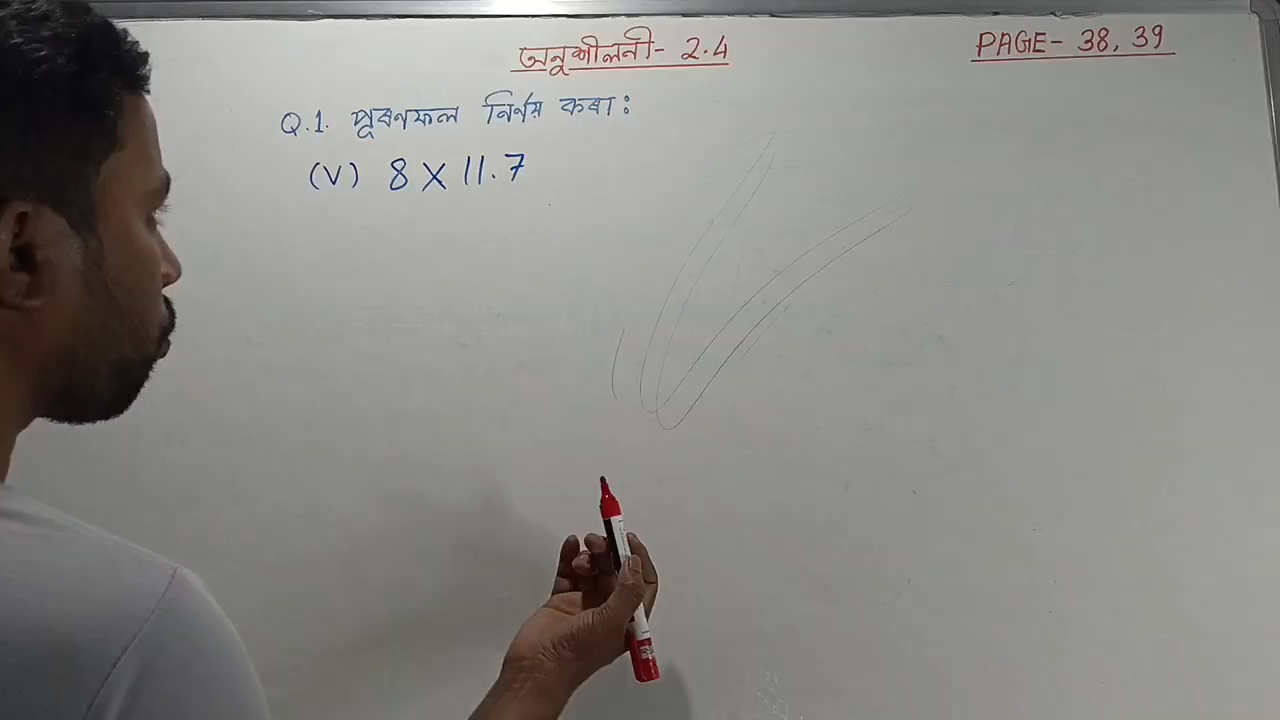 অনুশীলনী- 2.4
PAGE- 38, 39
Q.1. পূৰণফল নিৰ্ণয় কৰা :
(V) 8 X 11.7